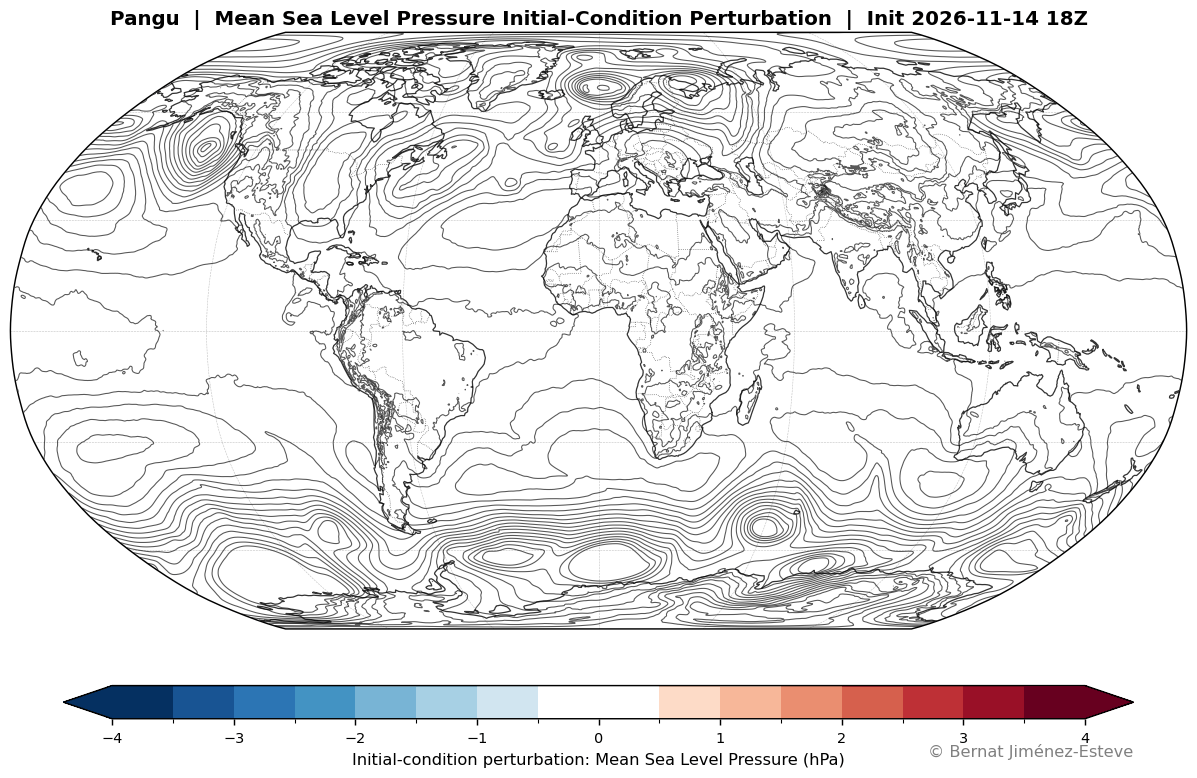 Pangu | Mean Sea Level Pressure Initial-Condition Perturbation | Init 2026-11-14 18Z
−4 −3 −2 −1 0 1 2 3 4
© Bernat Jiménez-Esteve
Initial-condition perturbation: Mean Sea Level Pressure (hPa)